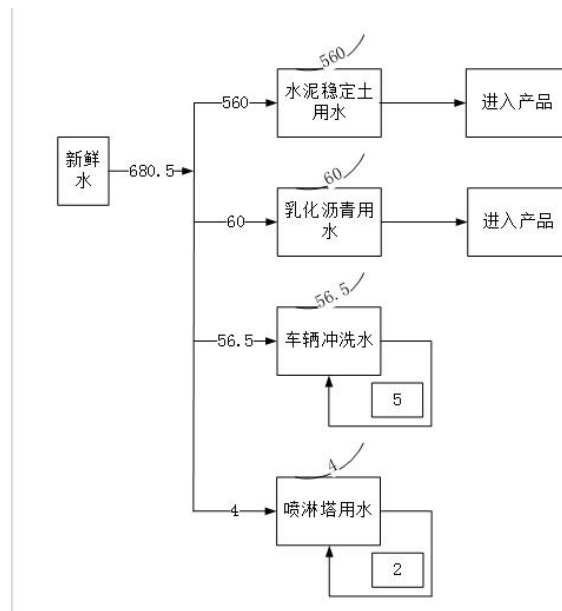 560
560
水泥稳定土
用水
进入产品
新鲜
水
680.5
60
60
乳化沥青用
水
进入产品
56.5
56.5
车辆冲洗水
5
4
4
喷淋塔用水
2